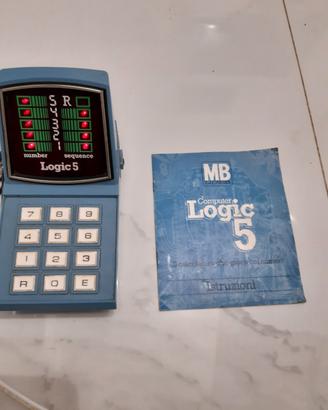 5 R
4
3
2
1
number sequence
Logic 5
7 8 9
4 5 6
1 2 3
R O E
MB
Computer
Logic
5
Istruzioni